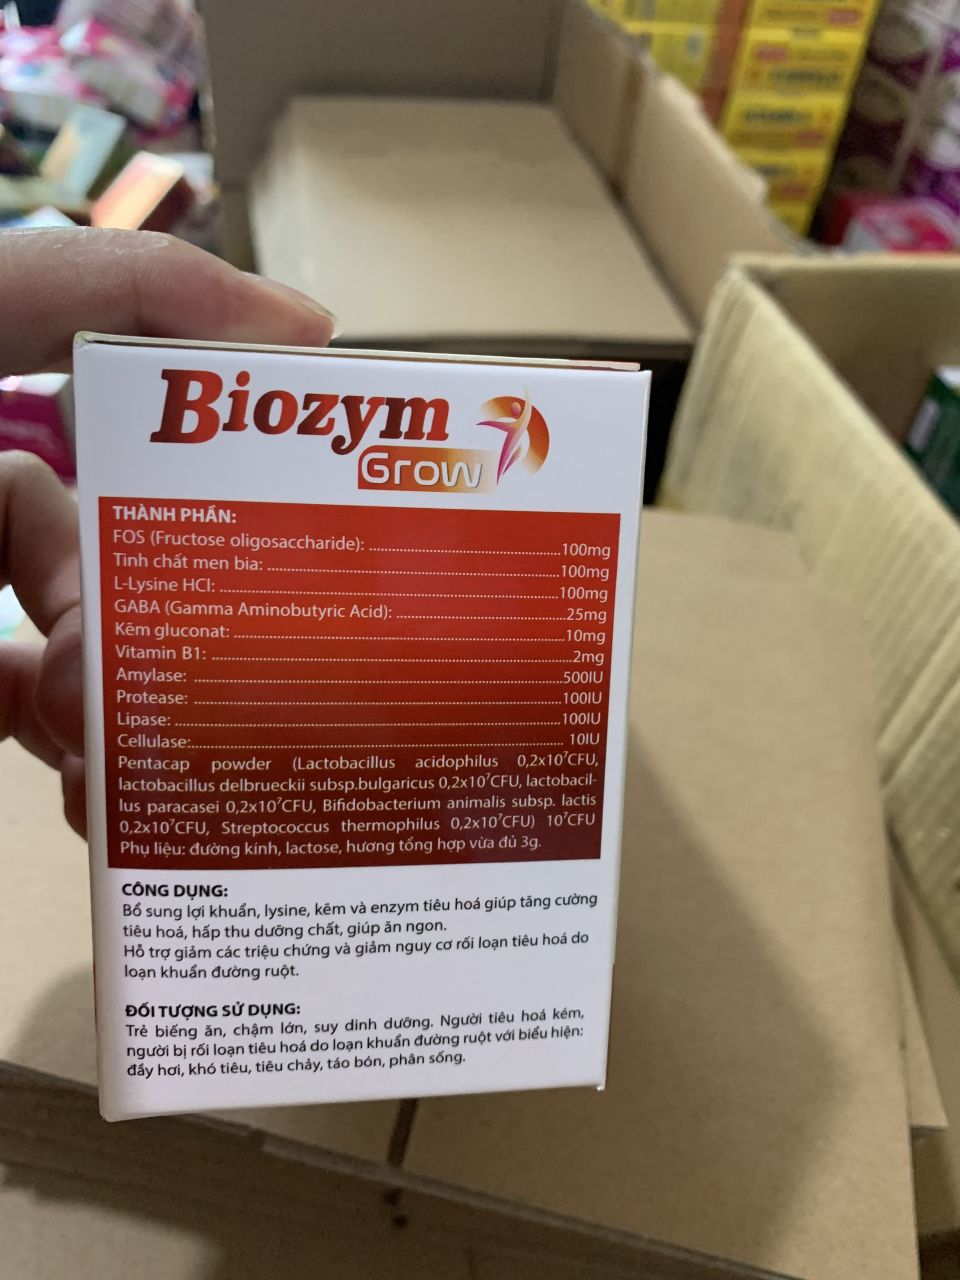 Biozym
Grow
THÀNH PHẦN:
FOS (Fructose oligosaccharide): ............................................100mg
Tinh chất men bia: ....................................................................100mg
L-Lysine HCl: ..............................................................................100mg
GABA (Gamma Aminobutyric Acid): .......................................25mg
Kẽm gluconat: ............................................................................10mg
Vitamin B1: ...................................................................................2mg
Amylase: ....................................................................................500IU
Protease: ....................................................................................100IU
Lipase: ........................................................................................100IU
Cellulase:..................................................................................... 10IU
Pentacap powder (Lactobacillus acidophilus 0,2x10⁷CFU,
lactobacillus delbrueckii subsp.bulgaricus 0,2x10⁷CFU, lactobacil-
lus paracasei 0,2x10⁷CFU, Bifidobacterium animalis subsp. lactis
0,2x10⁷CFU, Streptococcus thermophilus 0,2x10⁷CFU) 10⁷CFU
Phụ liệu: đường kính, lactose, hương tổng hợp vừa đủ 3g.
CÔNG DỤNG:
Bổ sung lợi khuẩn, lysine, kẽm và enzym tiêu hoá giúp tăng cường
tiêu hoá, hấp thu dưỡng chất, giúp ăn ngon.
Hỗ trợ giảm các triệu chứng và giảm nguy cơ rối loạn tiêu hoá do
loạn khuẩn đường ruột.
ĐỐI TƯỢNG SỬ DỤNG:
Trẻ biếng ăn, chậm lớn, suy dinh dưỡng. Người tiêu hoá kém,
người bị rối loạn tiêu hoá do loạn khuẩn đường ruột với biểu hiện:
đầy hơi, khó tiêu, tiêu chảy, táo bón, phân sống.